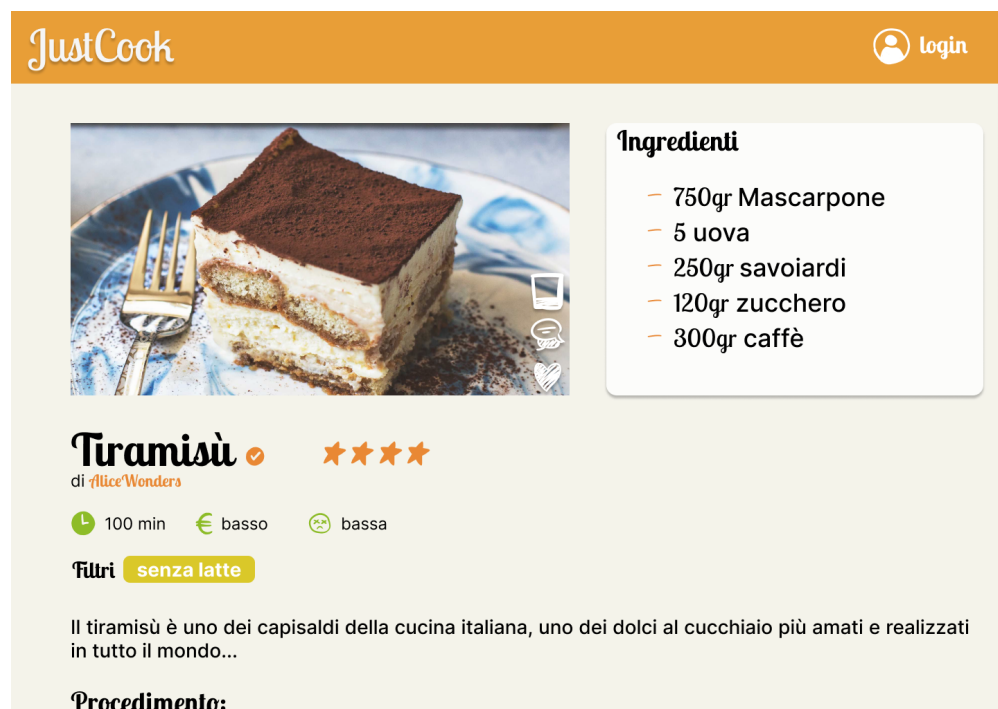 JustCook
login
Ingredienti
750gr Mascarpone
5 uova
250gr savoiardi
120gr zucchero
300gr caffè
Tiramisù
di AliceWonders
100 min
basso
bassa
Filtri
senza latte
Il tiramisù è uno dei capisaldi della cucina italiana, uno dei dolci al cucchiaio più amati e realizzati
in tutto il mondo...
Procedimento: